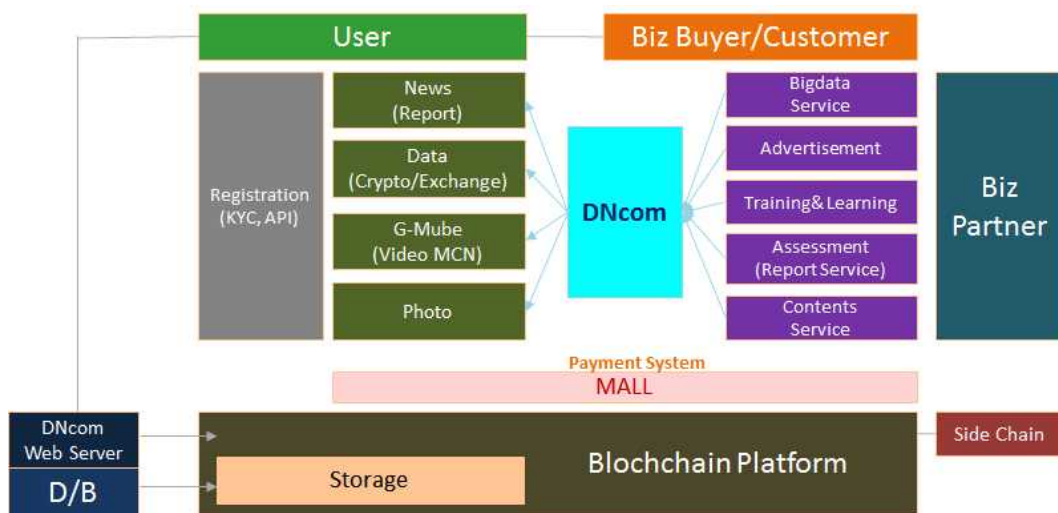 User
Biz Buyer/Customer
Registration
(KYC, API)
News
(Report)
Data
(Crypto/Exchange)
G-Mube
(Video MCN)
Photo
DNcom
Bigdata
Service
Advertisement
Training& Learning
Assessment
(Report Service)
Contents
Service
Biz
Partner
Payment System
MALL
DNcom
Web Server
D/B
Storage
Blochchain Platform
Side Chain